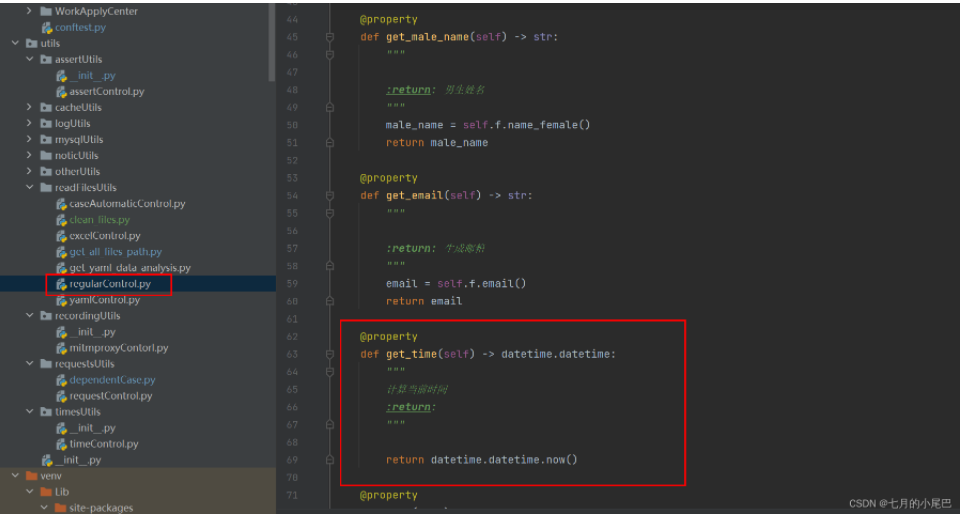 WorkApplyCenter
conftest.py
utils
assertUtils
__init__.py
assertControl.py
cacheUtils
logUtils
mysqlUtils
noticUtils
otherUtils
readFilesUtils
caseAutomaticControl.py
clean_files.py
excelControl.py
get_all_files_path.py
get_yaml_data_analysis.py
regularControl.py
yamlControl.py
recordingUtils
__init__.py
mitmproxyContorl.py
requestsUtils
dependentCase.py
requestControl.py
timesUtils
__init__.py
timeControl.py
__init__.py
venv
Lib
site-packages
44 @property
45 def get_male_name(self) -> str:
46 """
47
48 :return: 男生姓名
49 """
50 male_name = self.f.name_female()
51 return male_name
52
53 @property
54 def get_email(self) -> str:
55 """
56
57 :return: 生成邮箱
58 """
59 email = self.f.email()
60 return email
61
62 @property
63 def get_time(self) -> datetime.datetime:
64 """
65 计算当前时间
66 :return:
67 """
68
69 return datetime.datetime.now()
70
71 @property
CSDN @七月的小尾巴